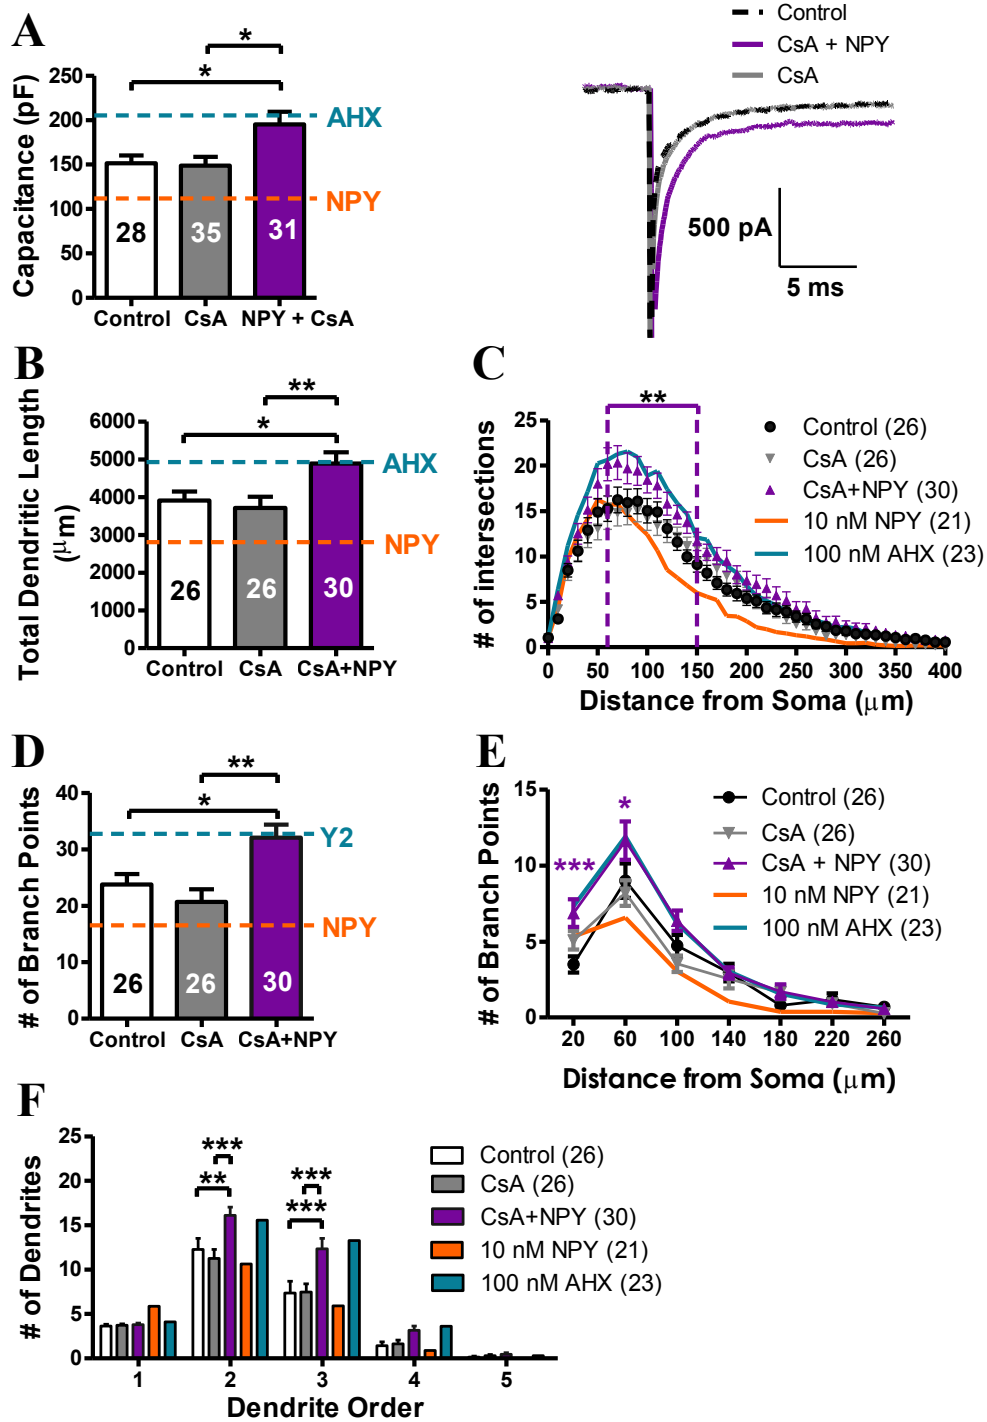 A
*
*
Capacitance (pF)
250
200
150
100
50
0
AHX
NPY
28
35
31
Control
CsA
NPY + CsA
Control
CsA + NPY
CsA
500 pA
5 ms
B
**
*
Total Dendritic Length
(μm)
6000
5000
4000
3000
2000
1000
0
AHX
NPY
26
26
30
Control
CsA
CsA+NPY
C
**
# of intersections
25
20
15
10
5
0
Control (26)
CsA (26)
CsA+NPY (30)
10 nM NPY (21)
100 nM AHX (23)
0 50 100 150 200 250 300 350 400
Distance from Soma (μm)
D
**
*
# of Branch Points
40
30
20
10
0
Y2
NPY
26
26
30
Control
CsA
CsA+NPY
E
# of Branch Points
15
10
5
0
***
*
Control (26)
CsA (26)
CsA + NPY (30)
10 nM NPY (21)
100 nM AHX (23)
20 60 100 140 180 220 260
Distance from Soma (μm)
F
# of Dendrites
25
20
15
10
5
0
***
**
***
***
Control (26)
CsA (26)
CsA+NPY (30)
10 nM NPY (21)
100 nM AHX (23)
1 2 3 4 5
Dendrite Order